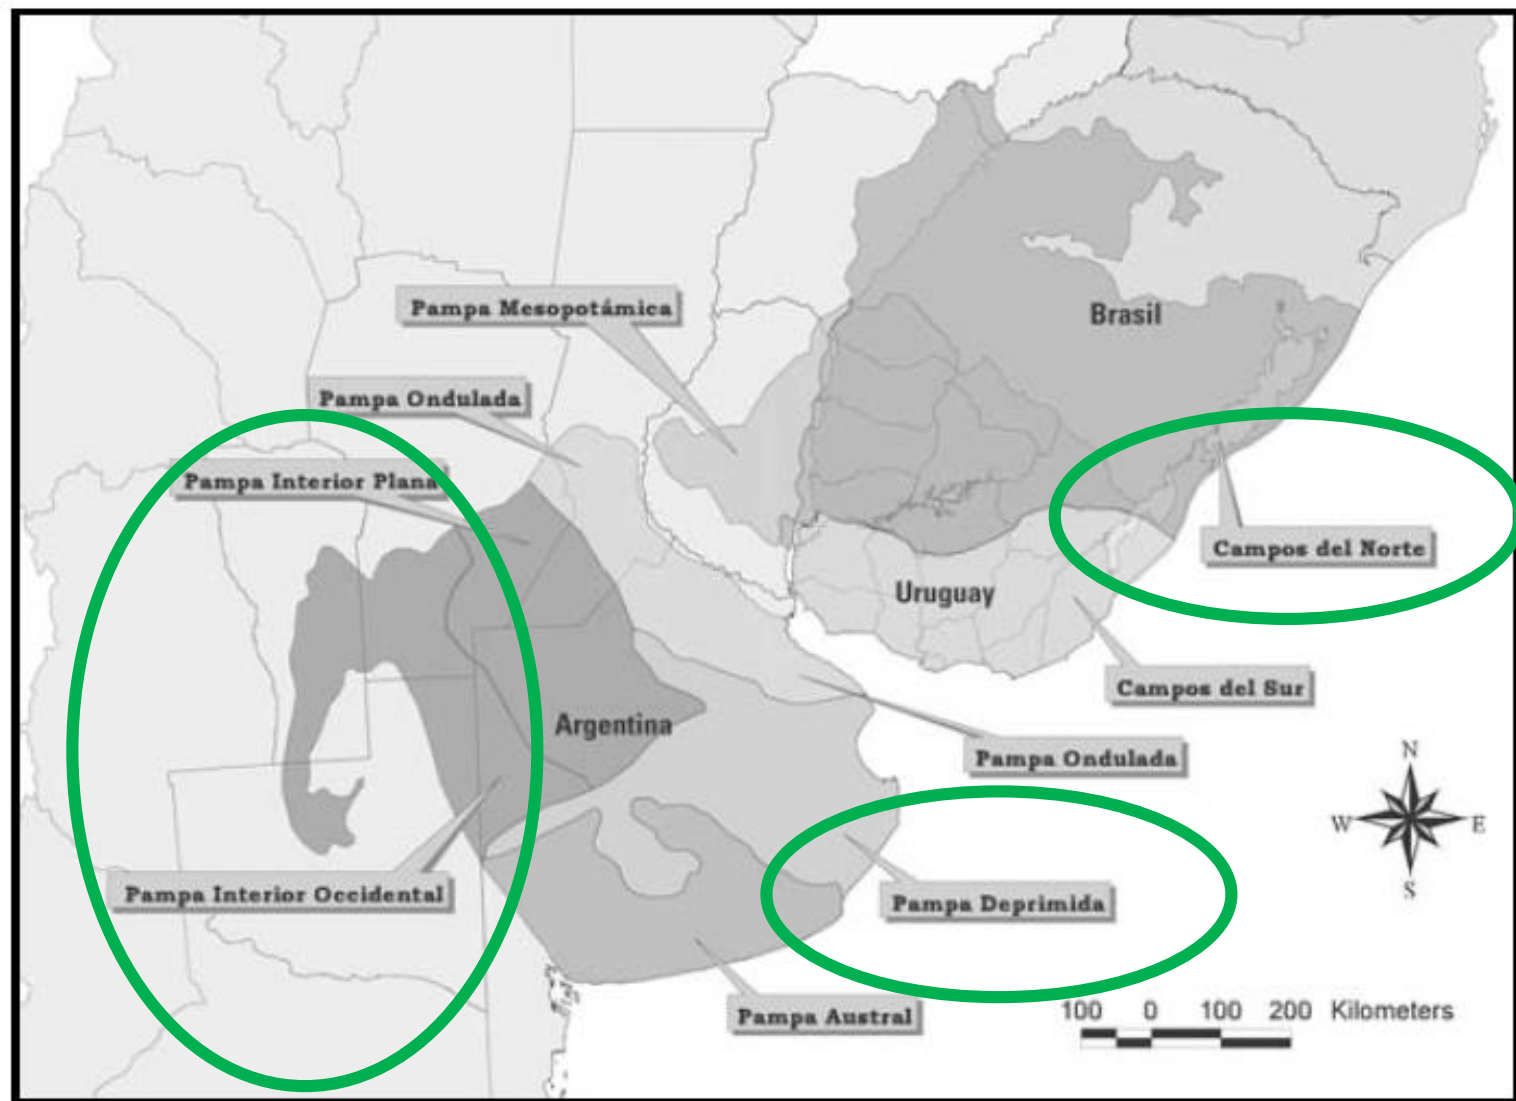 Pampa Mesopotámica
Brasil
Pampa Ondulada
Pampa Interior Plana
Campos del Norte
Uruguay
Campos del Sur
Argentina
Pampa Ondulada
N
W E
S
Pampa Interior Occidental
Pampa Deprimida
Pampa Austral
100 0 100 200 Kilometers